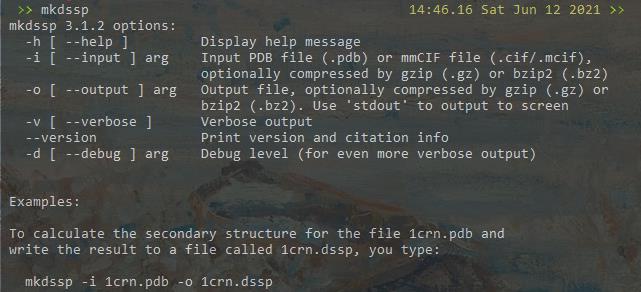 >> mkdssp 14:46.16 Sat Jun 12 2021 >>
mkdssp 3.1.2 options:
-h [ --help ] Display help message
-i [ --input ] arg Input PDB file (.pdb) or mmCIF file (.cif/.mcif),
optionally compressed by gzip (.gz) or bzip2 (.bz2)
-o [ --output ] arg Output file, optionally compressed by gzip (.gz) or
bzip2 (.bz2). Use 'stdout' to output to screen
-v [ --verbose ] Verbose output
--version Print version and citation info
-d [ --debug ] arg Debug level (for even more verbose output)
Examples:
To calculate the secondary structure for the file 1crn.pdb and
write the result to a file called 1crn.dssp, you type:
mkdssp -i 1crn.pdb -o 1crn.dssp